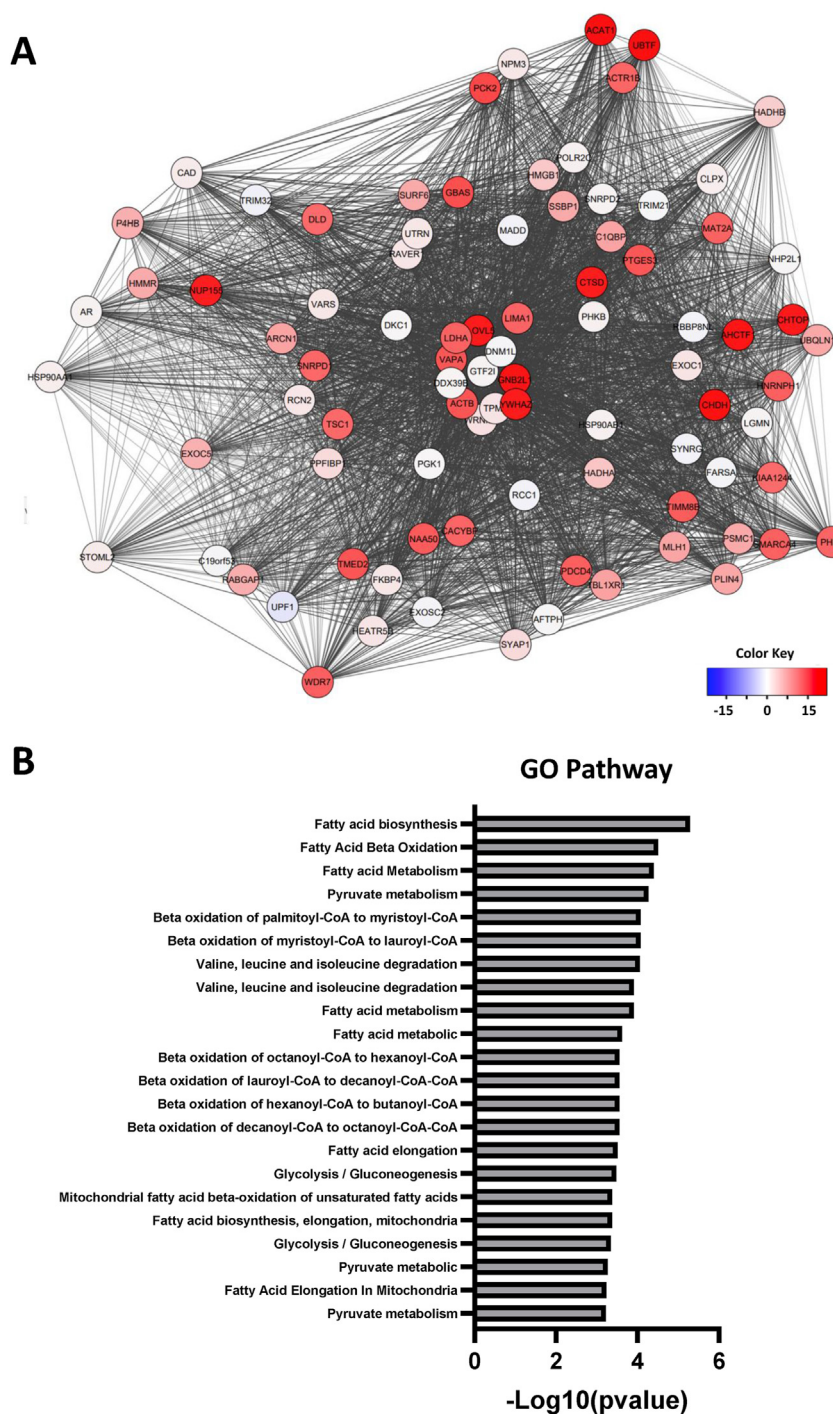 A
ACAT1
UBTF
NPM3
ACTR1B
PCK2
HADHB
POLR2C
CAD
HMGB1
CLPX
TRIM32
SURF6
GBAS
SNRPD2
TRIM21
SSBP1
P4HB
DLD
MADD
UTRN
C1QBP
MAT2A
RAVER1
PTGES3
NHP2L1
HMMR
NUP155
CTSD
AR
VARS
LIMA1
PHKB
DKC1
RBBP8NL
CHTOP
LDHA
AHCTF1
ARCN1
DNM1L
UBQLN1
VAPA
SNRPD1
GTF2I
EXOC1
HSP90AA1
DDX39B
GNB2L1
HNRNPH1
RCN2
ACTB
TPM
YWHAZ
CHDH
TSC1
HSP90AB1
LGMN
EXOC5
SYNRG
PPFIBP1
PGK1
HADHA
FARSA
KIAA1244
RCC1
TIMM8B
CACYBP
NAA50
PSMC1
SMARCA4
MLH1
STOML2
C19orf53
TMED2
PDCD4
RABGAP1
FKBP4
TBL1XR1
PLIN4
UPF1
EXOSC2
AFTPH
HEATR5B
SYAP1
WDR7
Color Key
-15 0 15
B
GO Pathway
Fatty acid biosynthesis
Fatty Acid Beta Oxidation
Fatty acid Metabolism
Pyruvate metabolism
Beta oxidation of palmitoyl-CoA to myristoyl-CoA
Beta oxidation of myristoyl-CoA to lauroyl-CoA
Valine, leucine and isoleucine degradation
Valine, leucine and isoleucine degradation
Fatty acid metabolism
Fatty acid metabolic
Beta oxidation of octanoyl-CoA to hexanoyl-CoA
Beta oxidation of lauroyl-CoA to decanoyl-CoA-CoA
Beta oxidation of hexanoyl-CoA to butanoyl-CoA
Beta oxidation of decanoyl-CoA to octanoyl-CoA-CoA
Fatty acid elongation
Glycolysis / Gluconeogenesis
Mitochondrial fatty acid beta-oxidation of unsaturated fatty acids
Fatty acid biosynthesis, elongation, mitochondria
Glycolysis / Gluconeogenesis
Pyruvate metabolic
Fatty Acid Elongation In Mitochondria
Pyruvate metabolism
0 2 4 6
-Log10(pvalue)